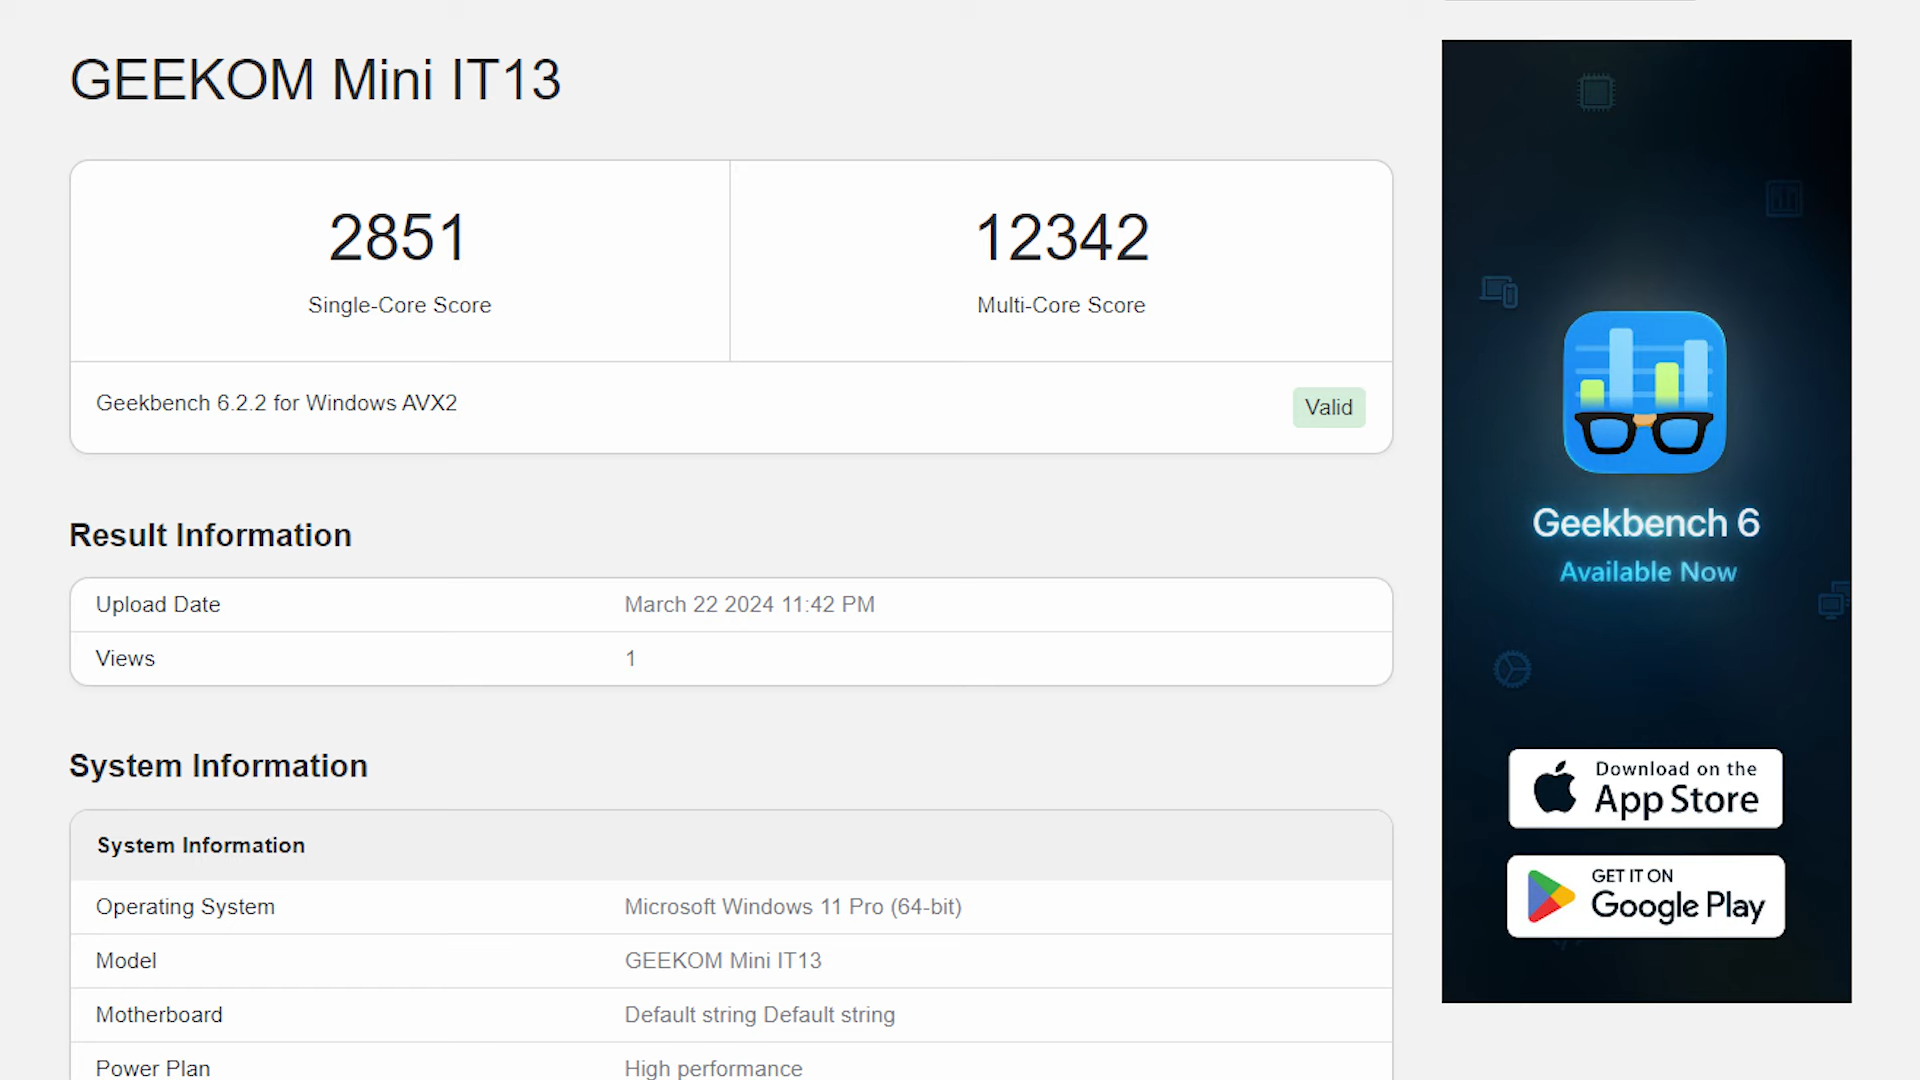 GEEKOM Mini IT13
2851
Single-Core Score
12342
Multi-Core Score
Geekbench 6.2.2 for Windows AVX2
Valid
Result Information
Upload Date March 22 2024 11:42 PM
Views 1
System Information
System Information
Operating System Microsoft Windows 11 Pro (64-bit)
Model GEEKOM Mini IT13
Motherboard Default string Default string
Power Plan High performance
Geekbench 6
Available Now
Download on the
App Store
GET IT ON
Google Play